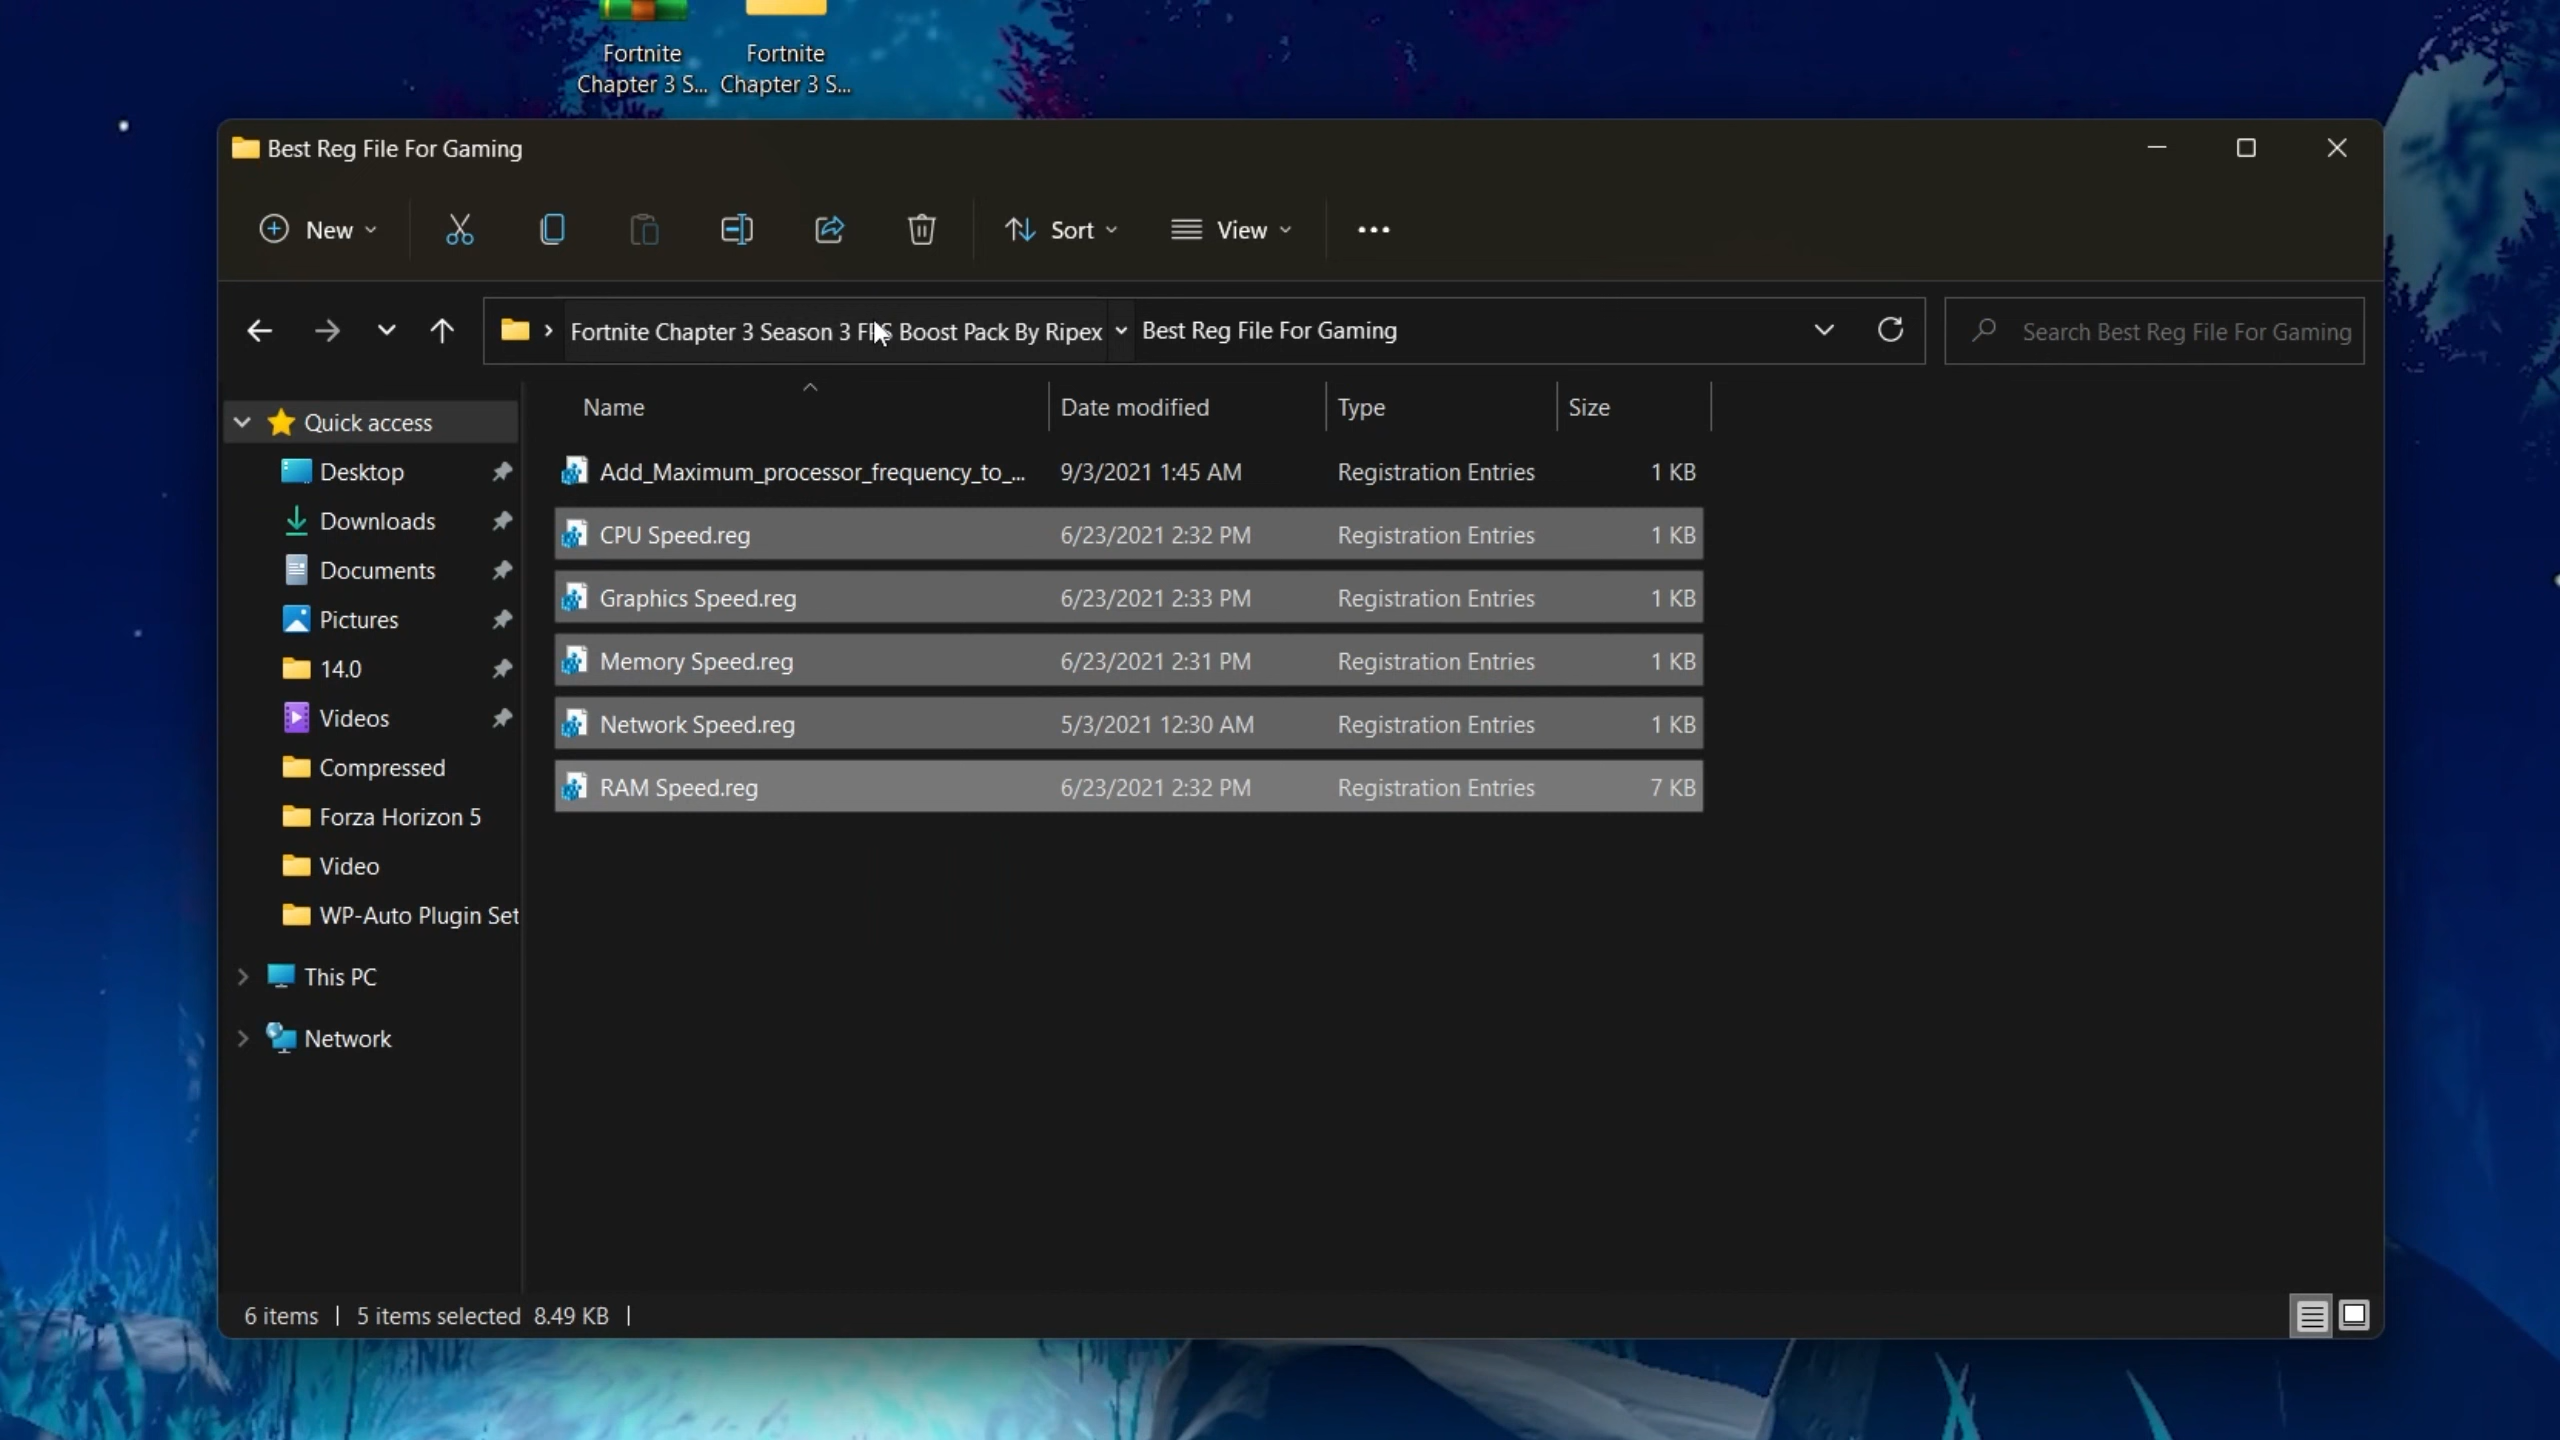 Fortnite
Chapter 3 S...
Fortnite
Chapter 3 S...
Best Reg File For Gaming
New
Sort
View
Fortnite Chapter 3 Season 3 FPS Boost Pack By Ripex
Best Reg File For Gaming
Search Best Reg File For Gaming
Name
Date modified
Type
Size
Quick access
Desktop
Downloads
Documents
Pictures
14.0
Videos
Compressed
Forza Horizon 5
Video
WP-Auto Plugin Set
This PC
Network
Add_Maximum_processor_frequency_to_... 9/3/2021 1:45 AM Registration Entries 1 KB
CPU Speed.reg 6/23/2021 2:32 PM Registration Entries 1 KB
Graphics Speed.reg 6/23/2021 2:33 PM Registration Entries 1 KB
Memory Speed.reg 6/23/2021 2:31 PM Registration Entries 1 KB
Network Speed.reg 5/3/2021 12:30 AM Registration Entries 1 KB
RAM Speed.reg 6/23/2021 2:32 PM Registration Entries 7 KB
6 items | 5 items selected 8.49 KB |